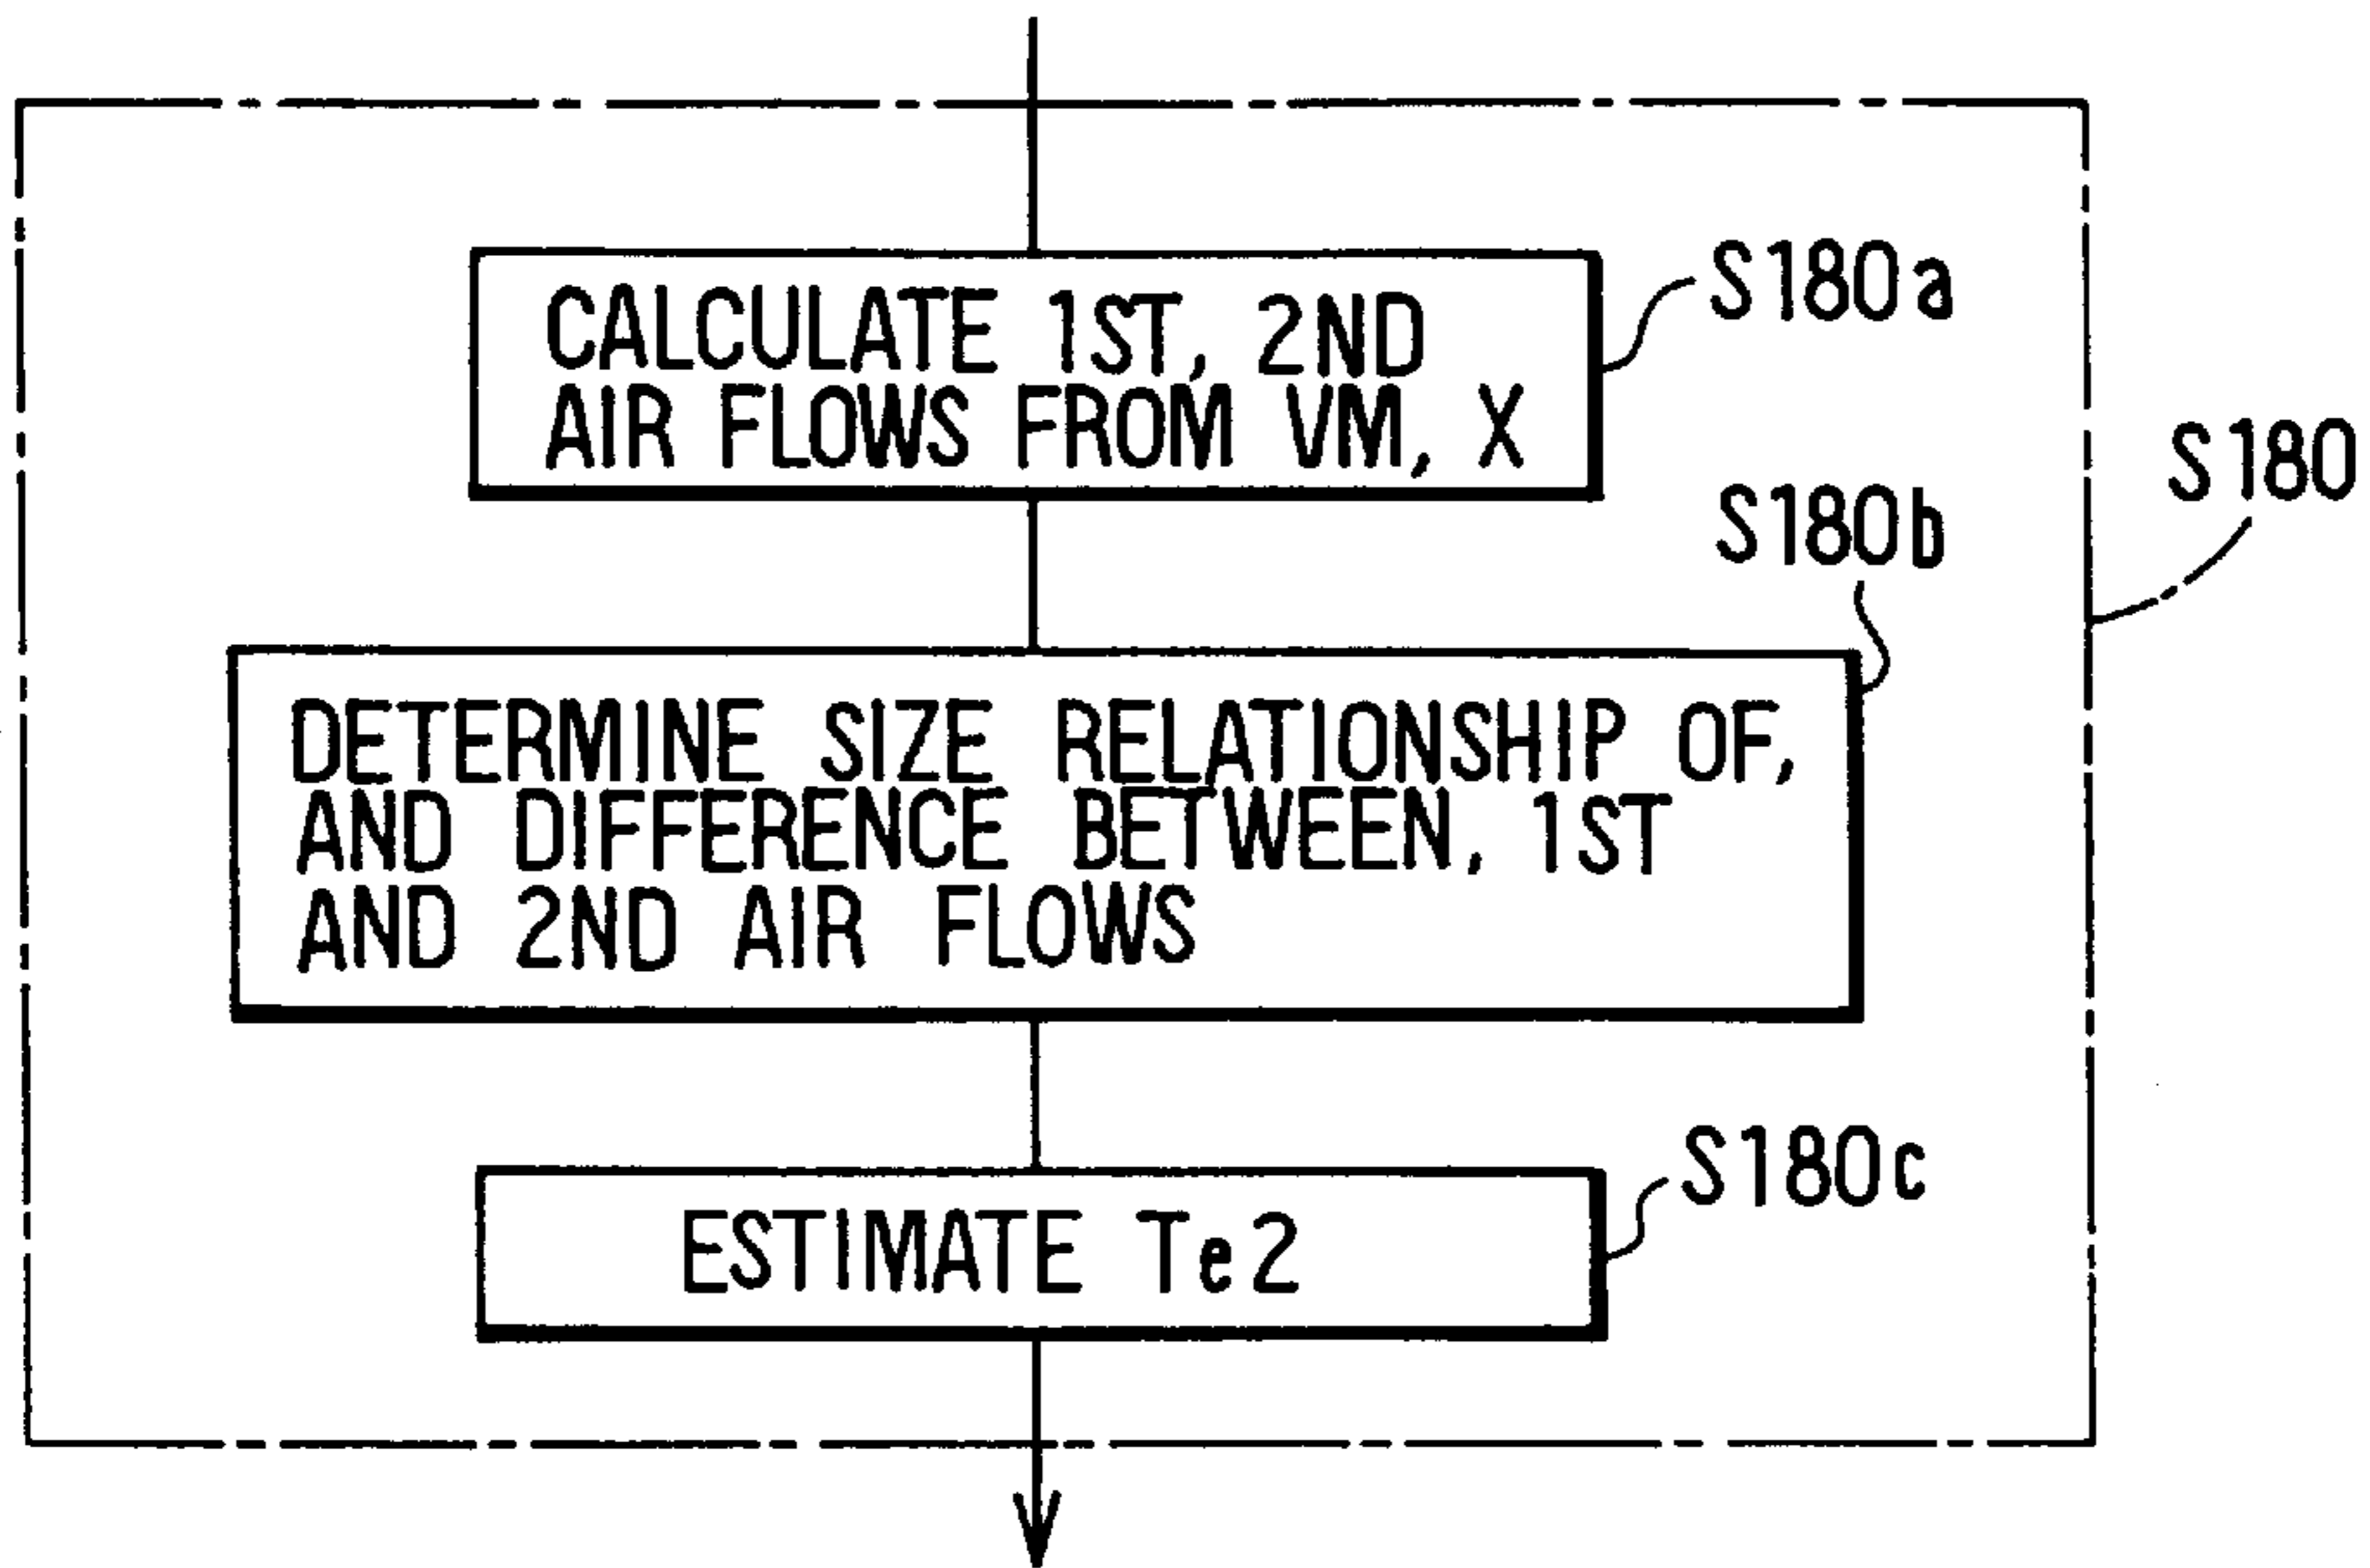 CALCULATE 1ST, 2ND
AIR FLOWS FROM VM, X
S180a
S180
S180b
DETERMINE SIZE RELATIONSHIP OF,
AND DIFFERENCE BETWEEN, 1ST
AND 2ND AIR FLOWS
S180c
ESTIMATE Te2